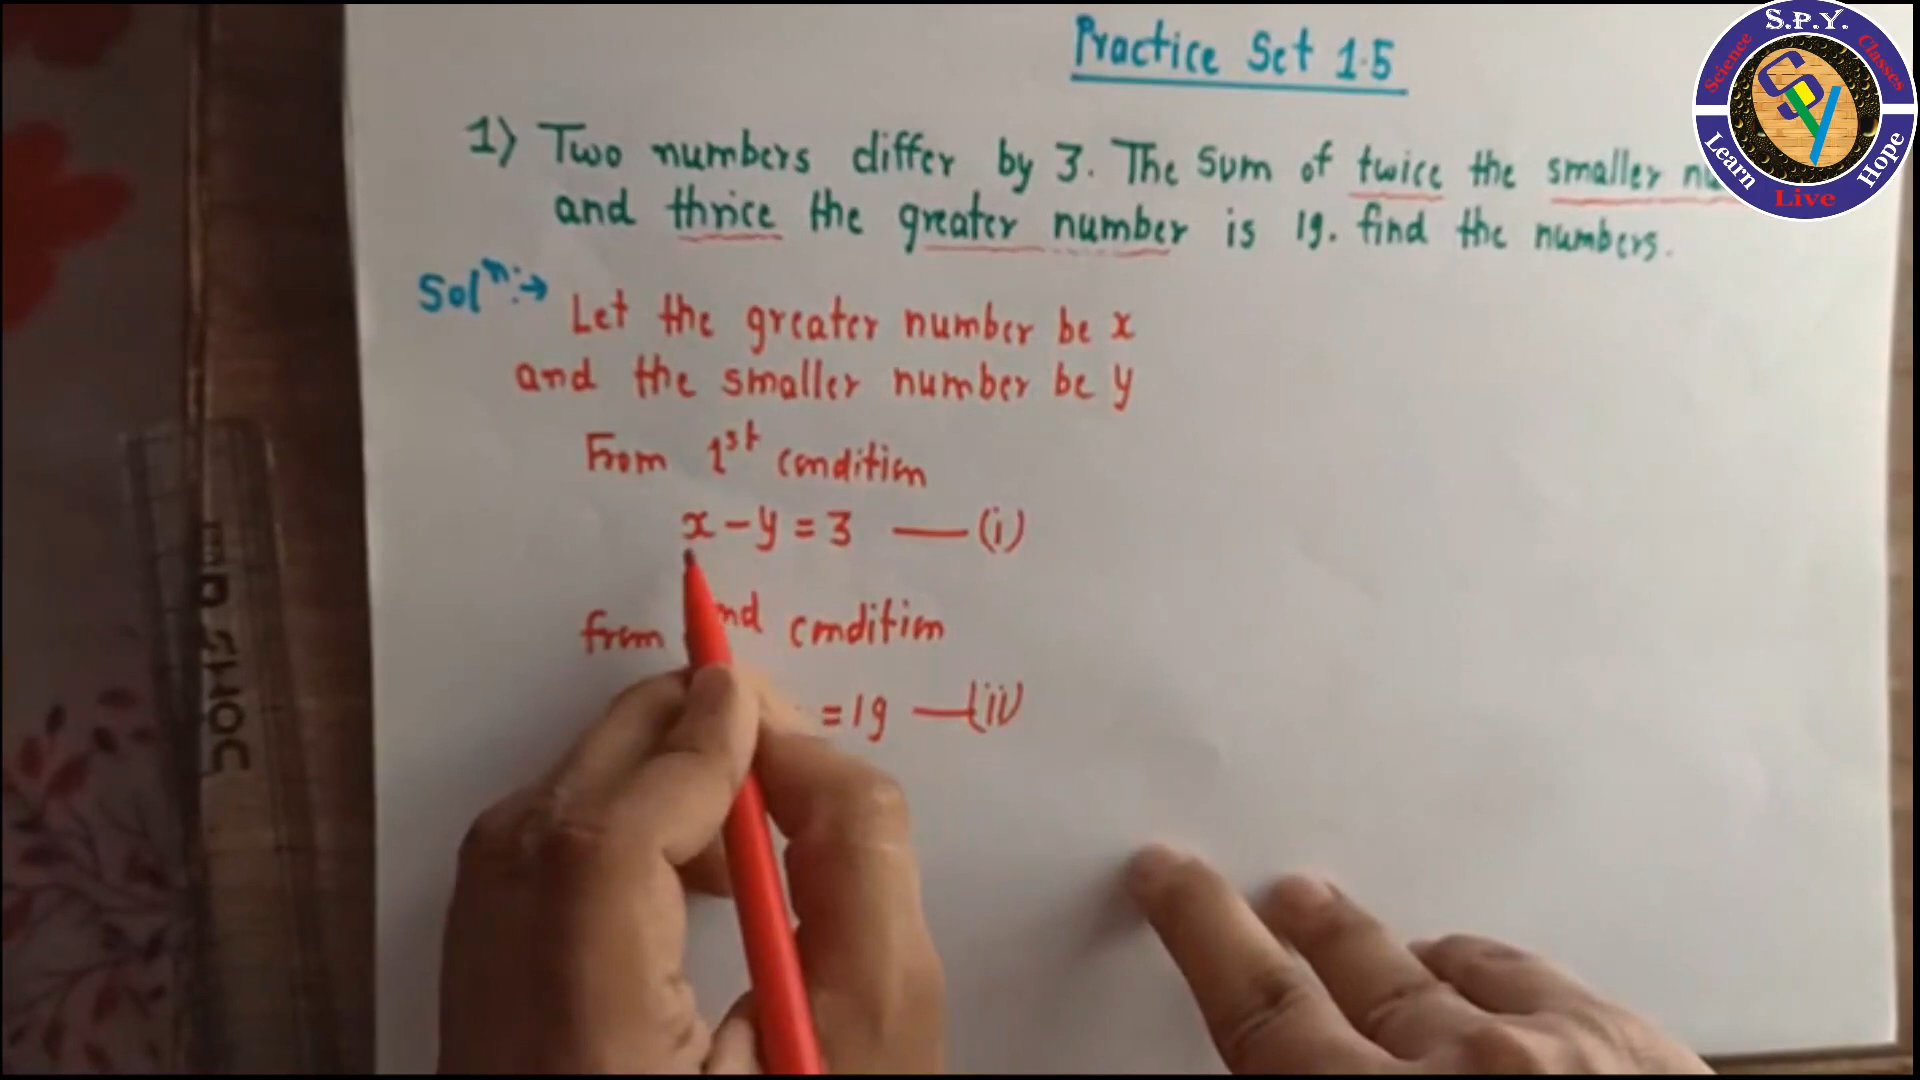 Practice Set 1.5
1) Two numbers differ by 3. The Sum of twice the smaller
and thrice the greater number is 19. find the numbers.
Solⁿ:→
Let the greater number be x
and the smaller number be y
From 1st condition
x - y = 3 — (i)
from nd condition
= 19 — (ii)
S.P.Y.
Science Classes
SPY
Learn Live Hope